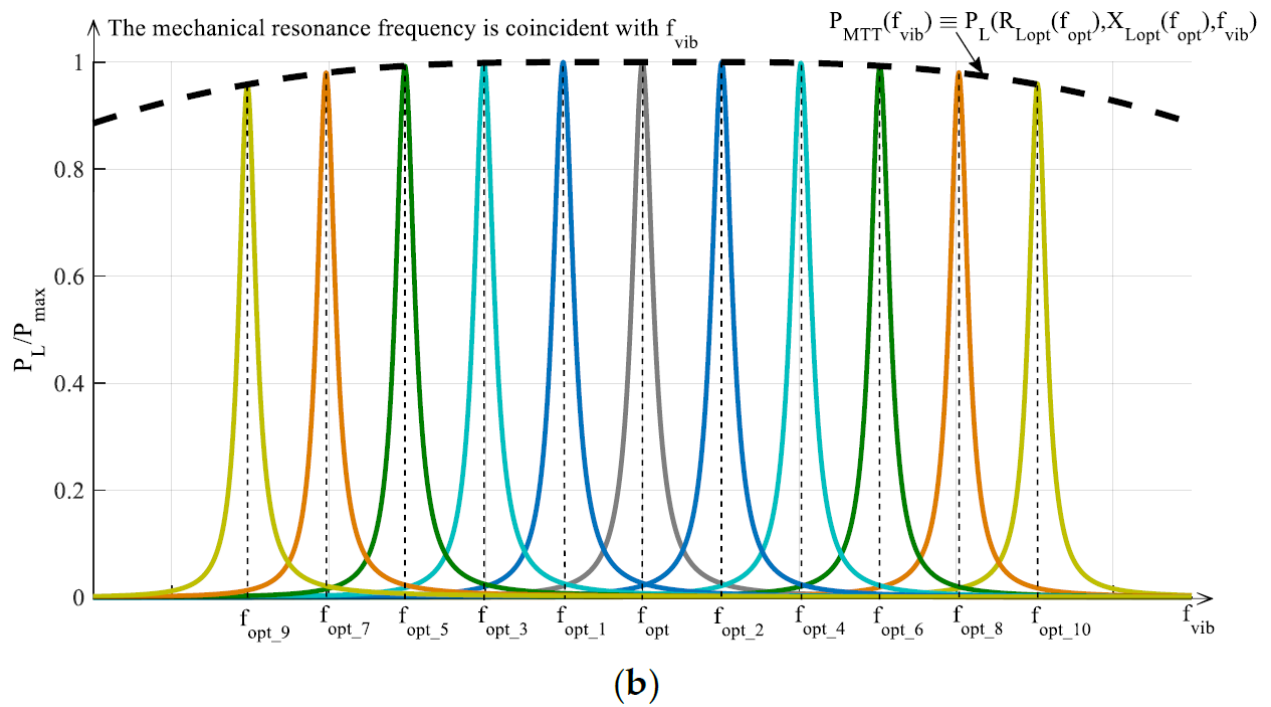 The mechanical resonance frequency is coincident with f_vib
P_MTT(f_vib) ≡ P_L(R_Lopt(f_opt),X_Lopt(f_opt),f_vib)
1
0.8
0.6
0.4
0.2
0
P_L/P_max
f_opt_9 f_opt_7 f_opt_5 f_opt_3 f_opt_1 f_opt f_opt_2 f_opt_4 f_opt_6 f_opt_8 f_opt_10 f_vib
(b)